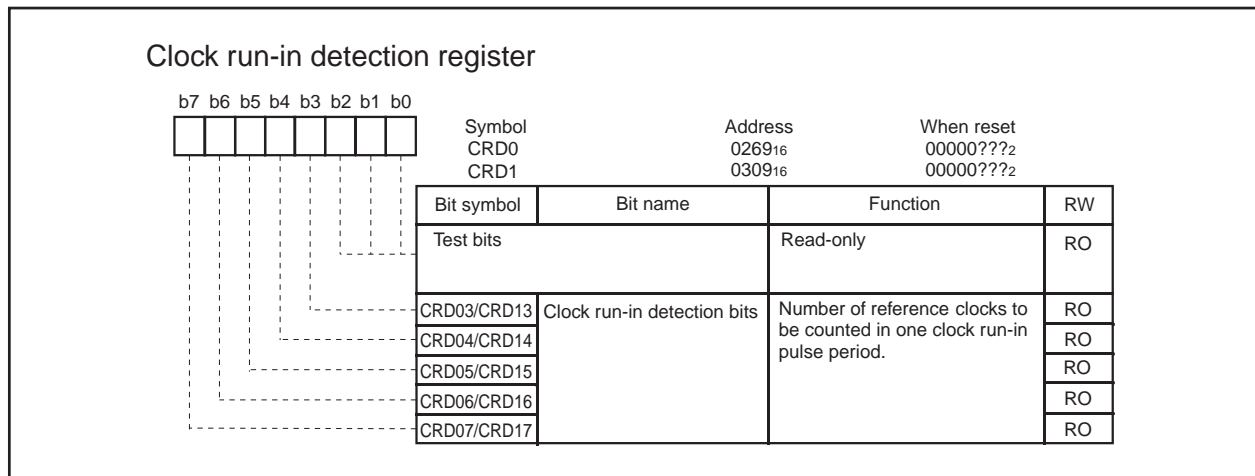 Clock run-in detection register
b7 b6 b5 b4 b3 b2 b1 b0
Symbol Address When reset
CRD0 026916 00000???2
CRD1 030916 00000???2
Bit symbol Bit name Function RW
Test bits Read-only RO
CRD03/CRD13 Clock run-in detection bits Number of reference clocks to RO
be counted in one clock run-in
CRD04/CRD14 RO
pulse period.
CRD05/CRD15 RO
CRD06/CRD16 RO
CRD07/CRD17 RO